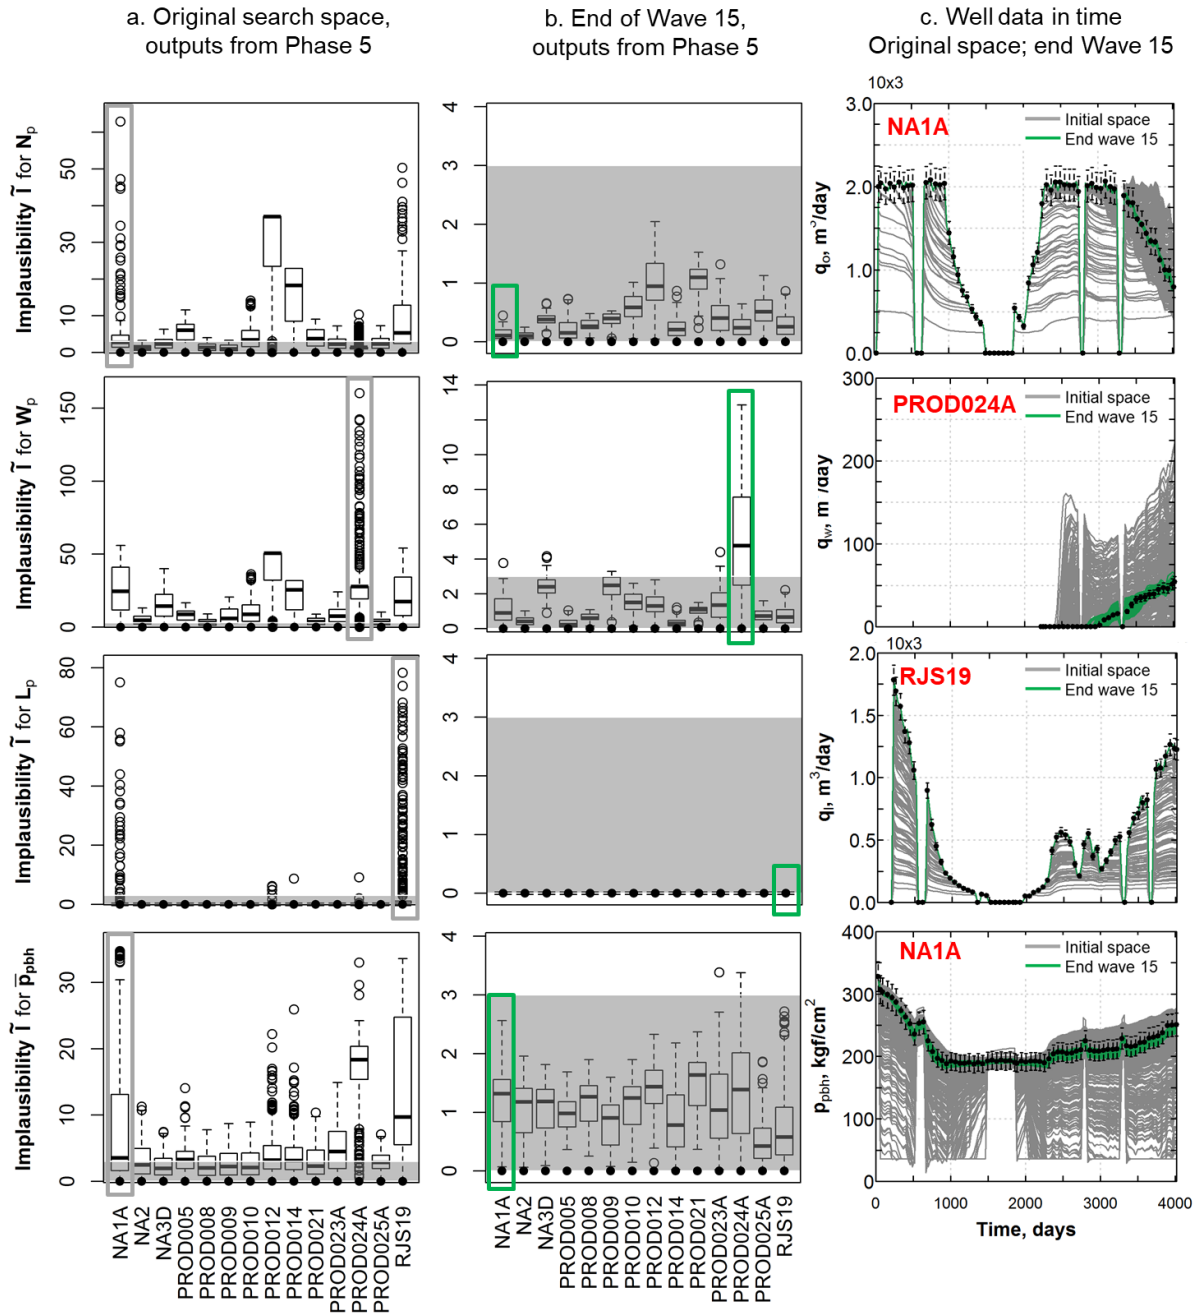 a. Original search space,
outputs from Phase 5
b. End of Wave 15,
outputs from Phase 5
c. Well data in time
Original space; end Wave 15
Implausibility Ĩ for Np
0 10 20 30 40 50
0 1 2 3 4
10x3
NA1A
Initial space
End wave 15
qo, m3/day
3.0
2.0
1.0
0.0
Implausibility Ĩ for Wp
0 50 100 150
0 2 4 6 8 10 12 14
PROD024A
Initial space
End wave 15
qw, m /day
300
250
200
150
100
50
0
Implausibility Ĩ for Lp
0 20 40 60 80
0 1 2 3 4
10x3
RJS19
Initial space
End wave 15
ql, m3/day
2.0
1.5
1.0
0.5
0.0
Implausibility Ĩ for p̅pbh
0 10 20 30
0 1 2 3 4
NA1A
Initial space
End wave 15
ppbh, kgf/cm2
400
300
200
100
0
NA1A
NA2
NA3D
PROD005
PROD008
PROD009
PROD010
PROD012
PROD014
PROD021
PROD023A
PROD024A
PROD025A
RJS19
NA1A
NA2
NA3D
PROD005
PROD008
PROD009
PROD010
PROD012
PROD014
PROD021
PROD023A
PROD024A
PROD025A
RJS19
0 1000 2000 3000 4000
Time, days